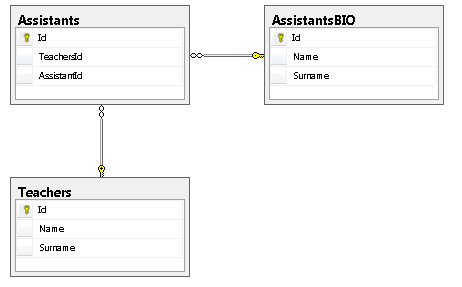 Assistants
Id
TeachersId
AssistantId
AssistantsBIO
Id
Name
Surname
Teachers
Id
Name
Surname